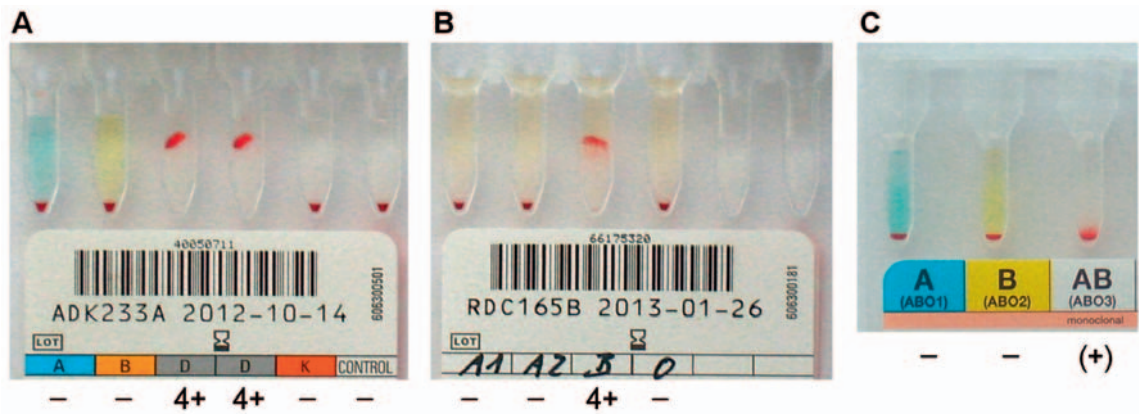 A
B
C
40050711
ADK233A 2012-10-14
606300501
LOT
A B D D K CONTROL
– – 4+ 4+ – –
66175320
RDC165B 2013-01-26
606300181
LOT
A1 A2 B O
– – 4+ –
A B AB
(ABO1) (ABO2) (ABO3)
monoclonal
– – (+)